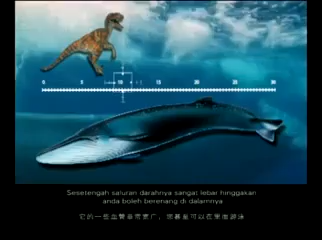 0 5 10 15 20 25 30
Sesetengah saluran darahnya sangat lebar hinggakan
anda boleh berenang di dalamnya
它的一些血管非常宽广，您甚至可以在里面游泳